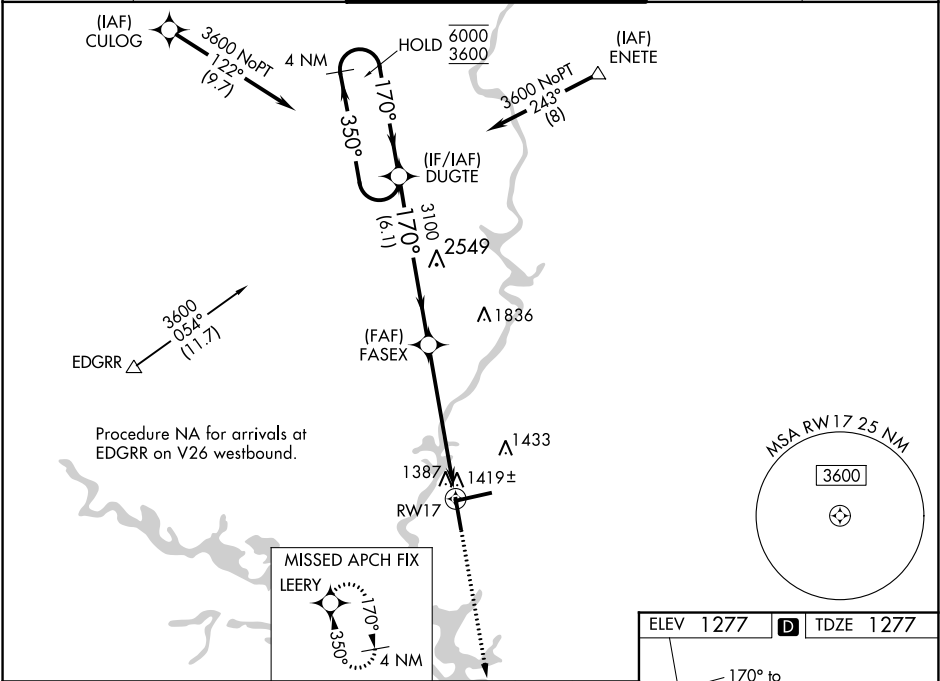 (IAF)
CULOG
3600 NoPT
122°
(9.7)
4 NM
HOLD
6000
3600
170°
350°
(IAF)
ENETE
3600 NoPT
243°
(8)
(IF/IAF)
DUGTE
3100
170°
(6.1)
2549
1836
(FAF)
FASEX
3600
054°
(11.7)
EDGRR
Procedure NA for arrivals at
EDGRR on V26 westbound.
1433
1387
1419±
RW17
MSA RW17 25 NM
3600
MISSED APCH FIX
LEERY
170°
350°
4 NM
ELEV 1277 D TDZE 1277
170° to